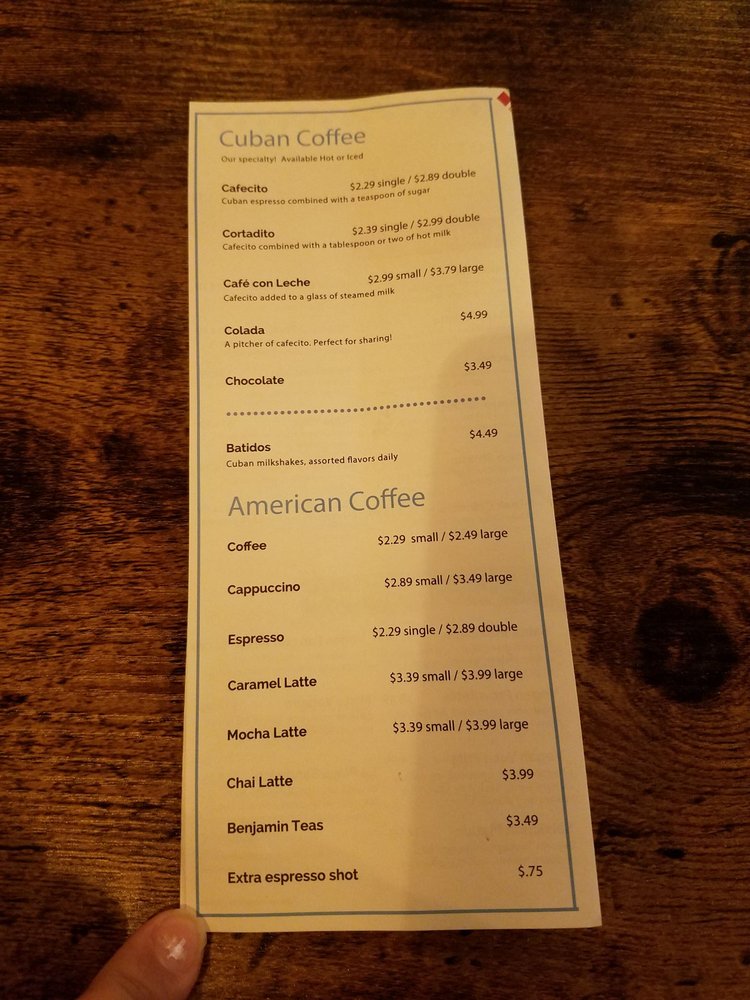 Cuban Coffee
Our specialty! Available Hot or Iced
Cafecito $2.29 single / $2.89 double
Cuban espresso combined with a teaspoon of sugar
Cortadito $2.39 single / $2.99 double
Cafecito combined with a tablespoon or two of hot milk
Café con Leche $2.99 small / $3.79 large
Cafecito added to a glass of steamed milk
Colada $4.99
A pitcher of cafecito. Perfect for sharing!
Chocolate $3.49
Batidos $4.49
Cuban milkshakes, assorted flavors daily
American Coffee
Coffee $2.29 small / $2.49 large
Cappuccino $2.89 small / $3.49 large
Espresso $2.29 single / $2.89 double
Caramel Latte $3.39 small / $3.99 large
Mocha Latte $3.39 small / $3.99 large
Chai Latte $3.99
Benjamin Teas $3.49
Extra espresso shot $.75